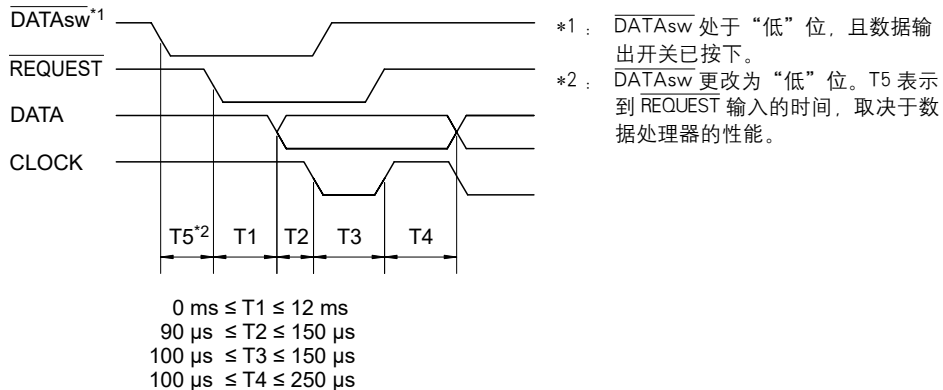 DATAsw*1
REQUEST
DATA
CLOCK
T5*2 T1 T2 T3 T4
0 ms ≤ T1 ≤ 12 ms
90 μs ≤ T2 ≤ 150 μs
100 μs ≤ T3 ≤ 150 μs
100 μs ≤ T4 ≤ 250 μs
*1： DATAsw 处于“低”位，且数据输
出开关已按下。
*2： DATAsw 更改为“低”位。T5 表示
到 REQUEST 输入的时间，取决于数
据处理器的性能。